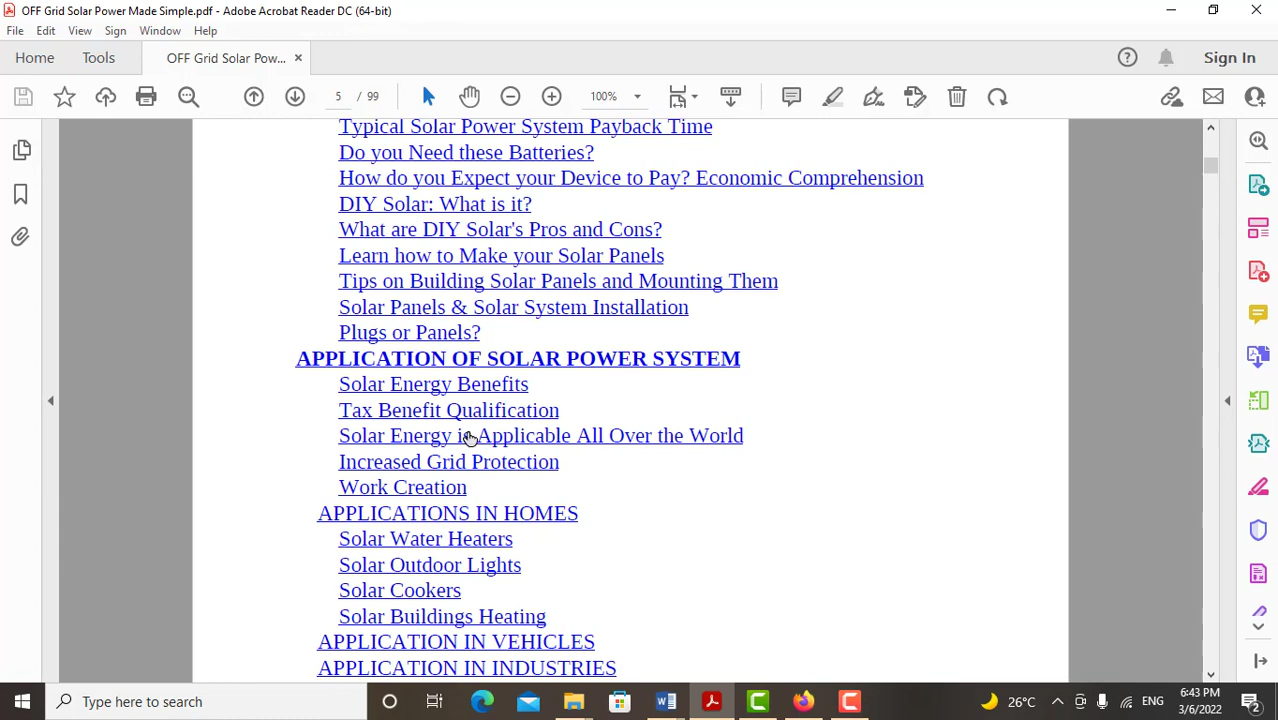 OFF Grid Solar Power Made Simple.pdf - Adobe Acrobat Reader DC (64-bit)
File Edit View Sign Window Help
Home Tools OFF Grid Solar Pow... ×
5 / 99 100% Sign In
Typical Solar Power System Payback Time
Do you Need these Batteries?
How do you Expect your Device to Pay? Economic Comprehension
DIY Solar: What is it?
What are DIY Solar's Pros and Cons?
Learn how to Make your Solar Panels
Tips on Building Solar Panels and Mounting Them
Solar Panels & Solar System Installation
Plugs or Panels?
APPLICATION OF SOLAR POWER SYSTEM
Solar Energy Benefits
Tax Benefit Qualification
Solar Energy is Applicable All Over the World
Increased Grid Protection
Work Creation
APPLICATIONS IN HOMES
Solar Water Heaters
Solar Outdoor Lights
Solar Cookers
Solar Buildings Heating
APPLICATION IN VEHICLES
APPLICATION IN INDUSTRIES
Type here to search 26°C ENG 6:43 PM
3/6/2022 2